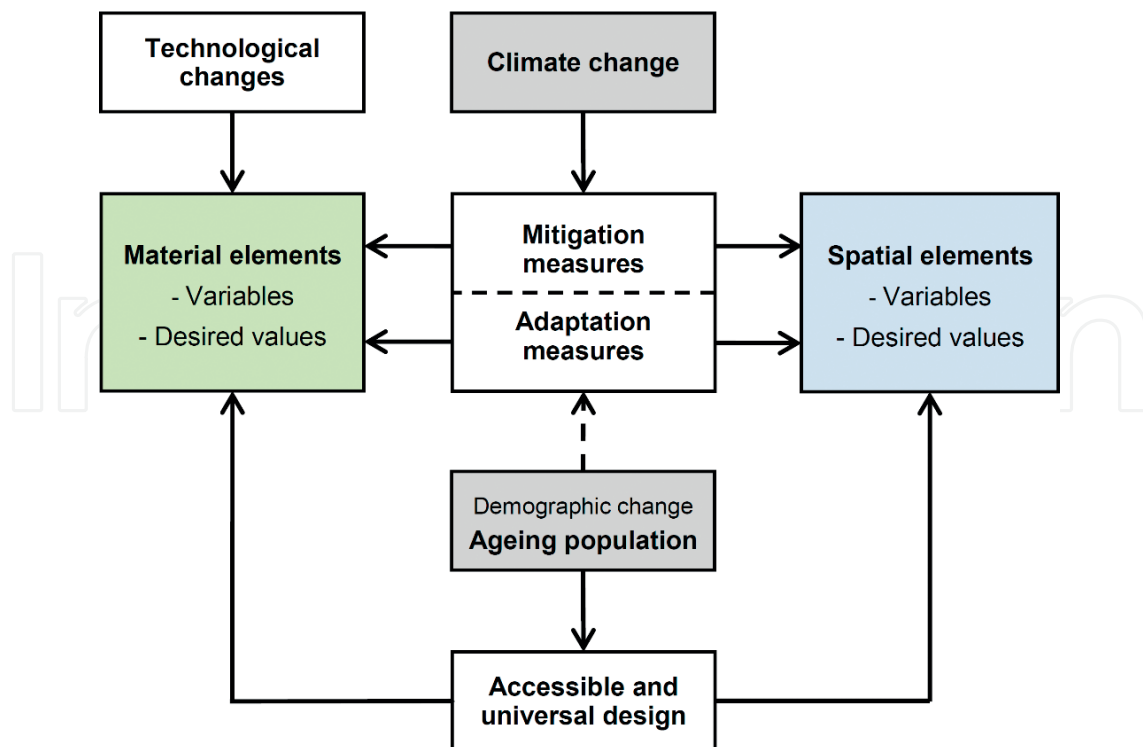 Technological
changes
Climate change
Material elements
- Variables
- Desired values
Mitigation
measures
Adaptation
measures
Spatial elements
- Variables
- Desired values
Demographic change
Ageing population
Accessible and
universal design